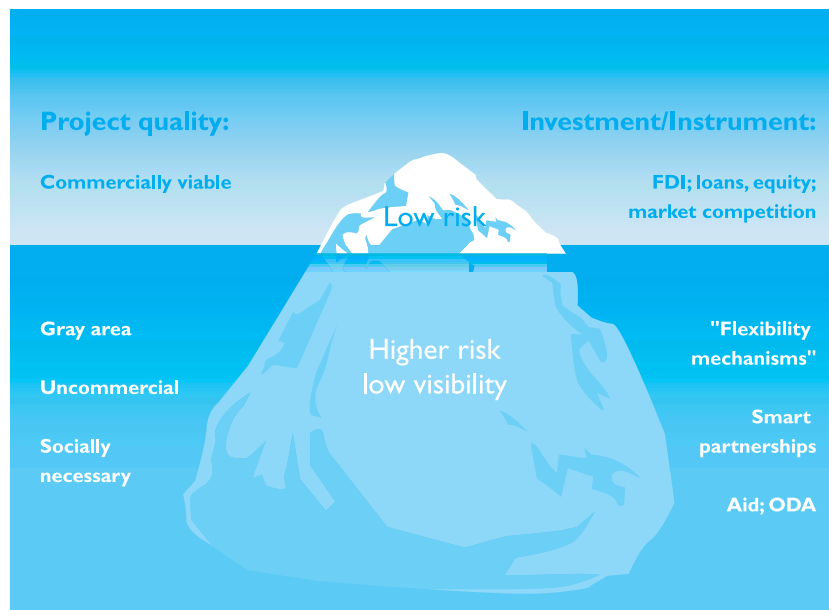 Project quality:
Investment/Instrument:
Commercially viable
FDI; loans, equity;
market competition
Low risk
Gray area
"Flexibility
mechanisms"
Higher risk
low visibility
Uncommercial
Smart
partnerships
Socially
necessary
Aid; ODA